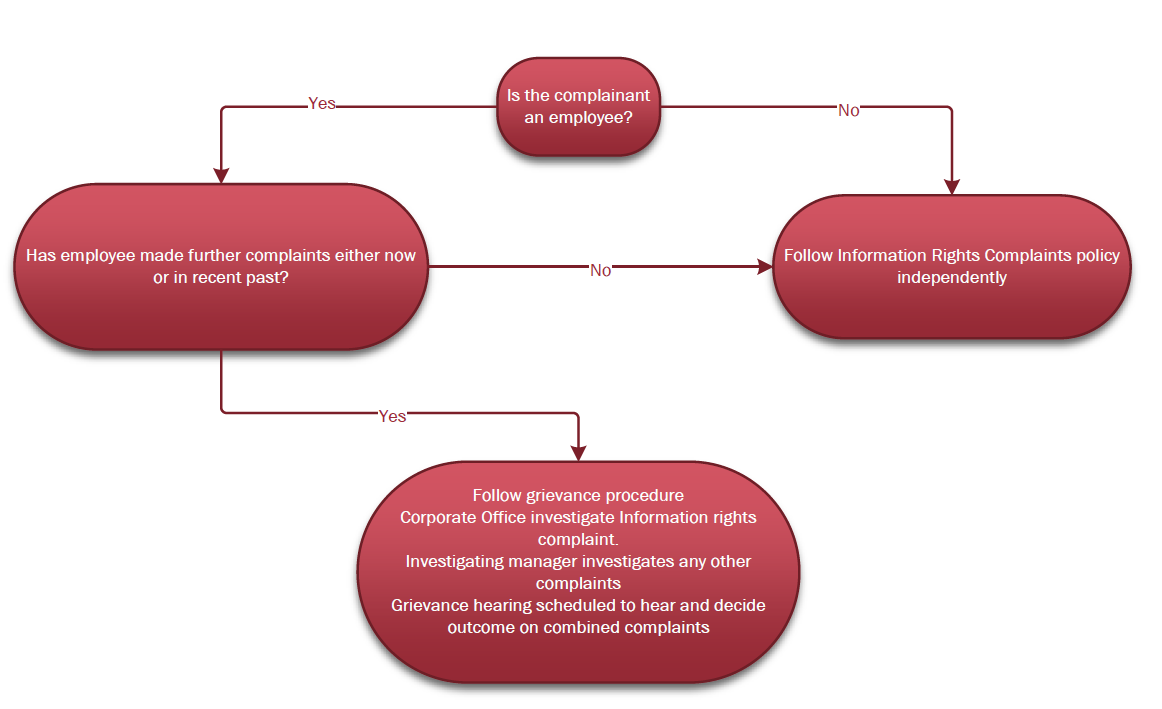 Is the complainant
an employee?
Yes
No
Has employee made further complaints either now
or in recent past?
No
Follow Information Rights Complaints policy
independently
Yes
Follow grievance procedure
Corporate Office investigate Information rights
complaint.
Investigating manager investigates any other
complaints
Grievance hearing scheduled to hear and decide
outcome on combined complaints